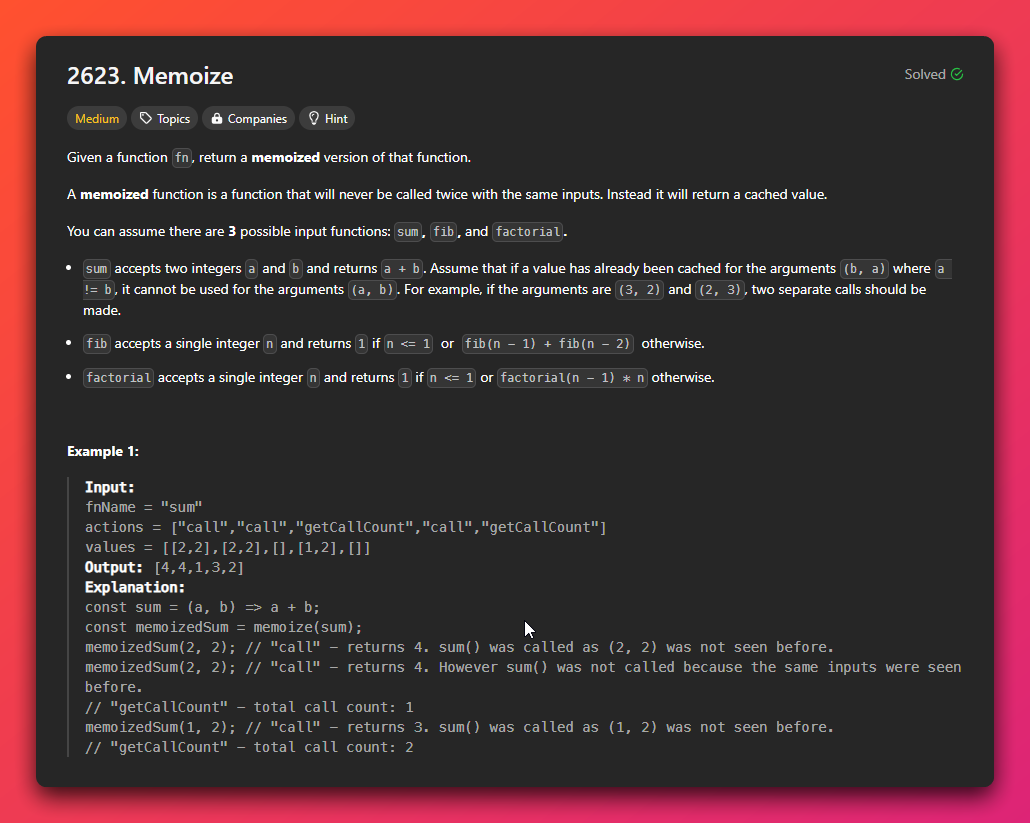 2623. Memoize
Solved
Medium Topics Companies Hint
Given a function fn, return a memoized version of that function.
A memoized function is a function that will never be called twice with the same inputs. Instead it will return a cached value.
You can assume there are 3 possible input functions: sum, fib, and factorial.
• sum accepts two integers a and b and returns a + b. Assume that if a value has already been cached for the arguments (b, a) where a
!= b, it cannot be used for the arguments (a, b). For example, if the arguments are (3, 2) and (2, 3), two separate calls should be
made.
• fib accepts a single integer n and returns 1 if n <= 1 or fib(n − 1) + fib(n − 2) otherwise.
• factorial accepts a single integer n and returns 1 if n <= 1 or factorial(n − 1) * n otherwise.
Example 1:
Input:
fnName = "sum"
actions = ["call","call","getCallCount","call","getCallCount"]
values = [[2,2],[2,2],[],[1,2],[]]
Output: [4,4,1,3,2]
Explanation:
const sum = (a, b) => a + b;
const memoizedSum = memoize(sum);
memoizedSum(2, 2); // "call" − returns 4. sum() was called as (2, 2) was not seen before.
memoizedSum(2, 2); // "call" − returns 4. However sum() was not called because the same inputs were seen
before.
// "getCallCount" − total call count: 1
memoizedSum(1, 2); // "call" − returns 3. sum() was called as (1, 2) was not seen before.
// "getCallCount" − total call count: 2